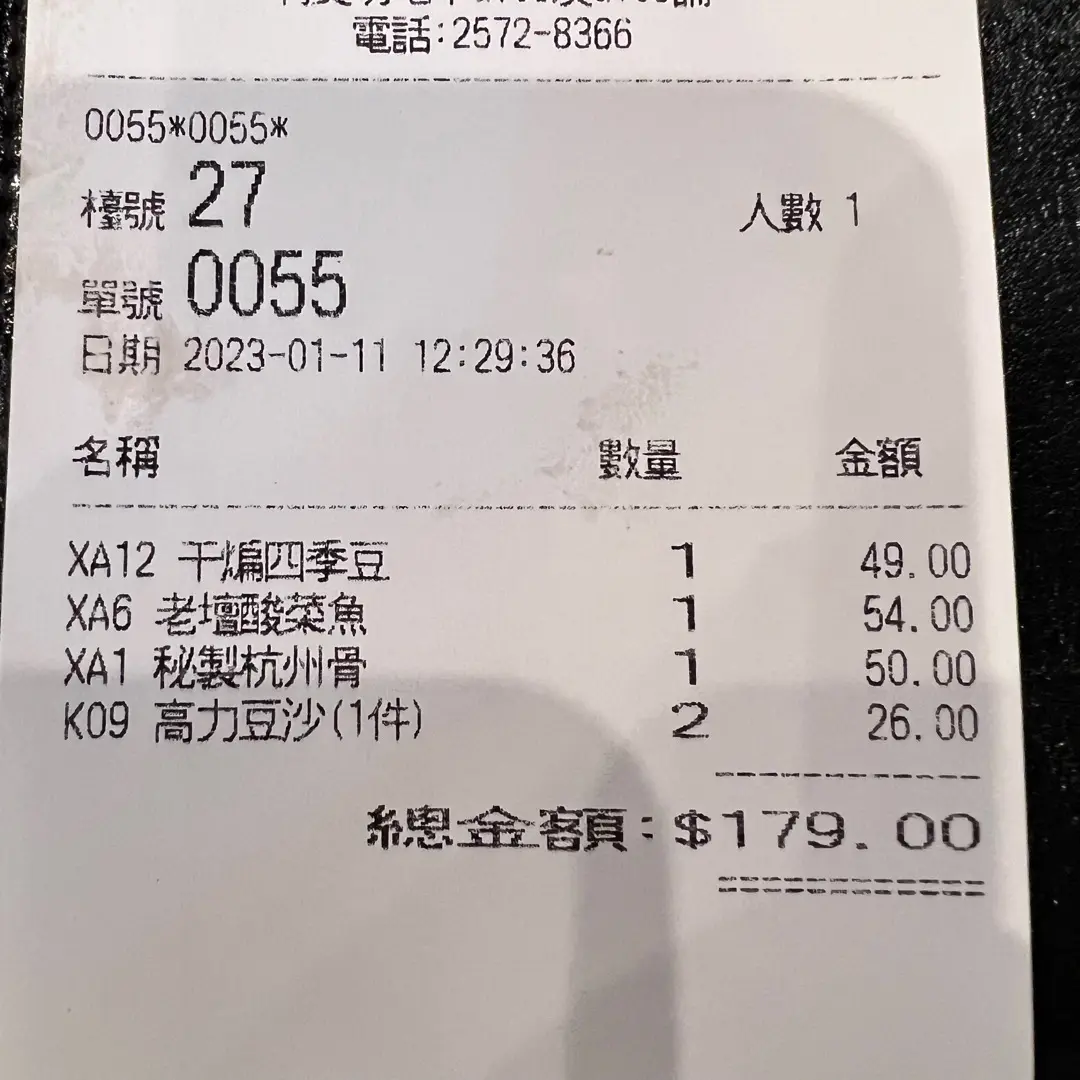 電話:2572-8366
0055*0055*
檯號 27 人數 1
單號 0055
日期 2023-01-11 12:29:36
名稱 數量 金額
XA12 干煸四季豆 1 49.00
XA6 老壇酸菜魚 1 54.00
XA1 秘製杭州骨 1 50.00
K09 高力豆沙(1件) 2 26.00
總金額:$179.00